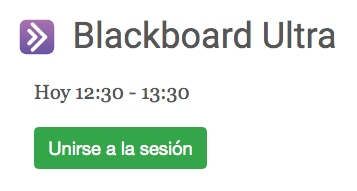 Blackboard Ultra
Hoy 12:30 - 13:30
Unirse a la sesión